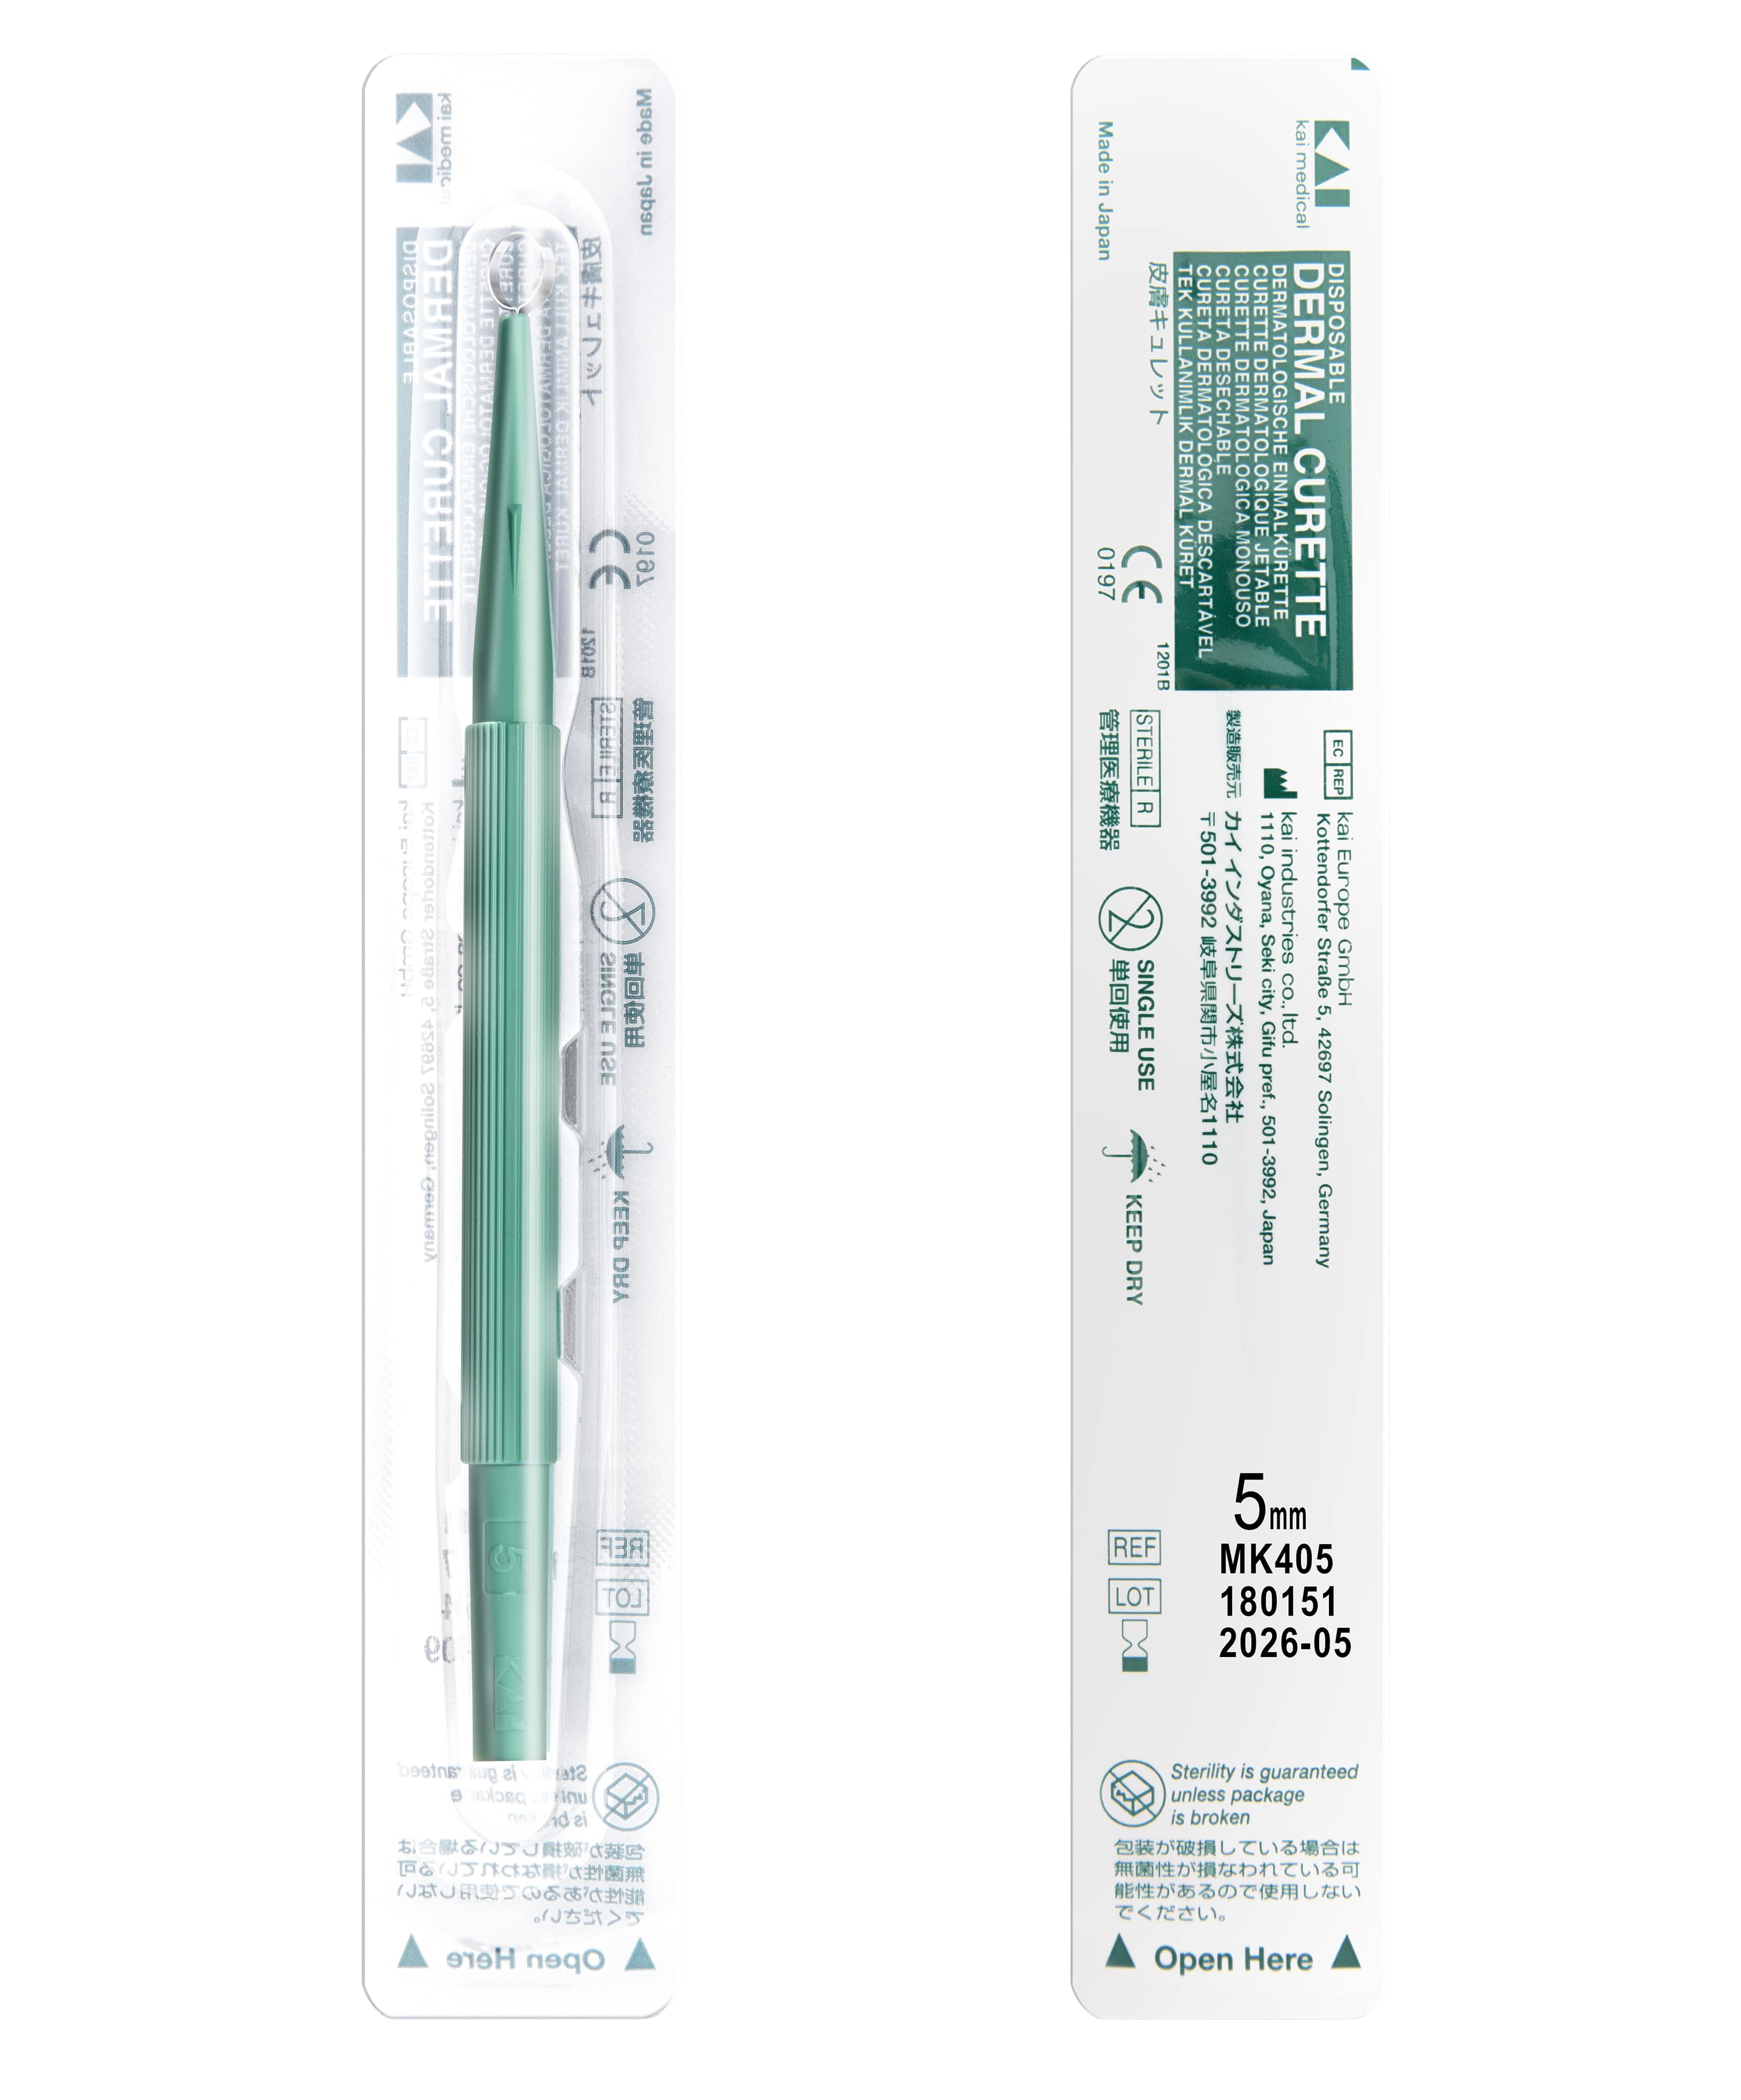 KAI
kai medical
Made in Japan
DISPOSABLE
DERMAL CURETTE
DERMATOLOGISCHE EINMALKÜRETTE
CURETTE DERMATOLOGIQUE JETABLE
CURETTE DERMATOLOGICA MONOUSO
CURETA DESECHABLE
CURETA DERMATOLÓGICA DESCARTÁVEL
TEK KULLANIMLIK DERMAL KÜRET
皮膚キュレット
CE
0197
1201B
EC REP
kai Europe GmbH
Kottendorfer Straße 5, 42697 Solingen, Germany
kai industries co., ltd.
1110, Oyana, Seki city, Gifu pref., 501-3992, Japan
製造販売元 カイ インダストリーズ株式会社
〒501-3992 岐阜県関市小屋名1110
STERILE R
管理医療機器
2
SINGLE USE
単回使用
KEEP DRY
5mm
REF MK405
LOT 180151
2026-05
Sterility is guaranteed
unless package
is broken
包装が破損している場合は
無菌性が損なわれている可
能性があるので使用しない
でください。
Open Here
5
KAI